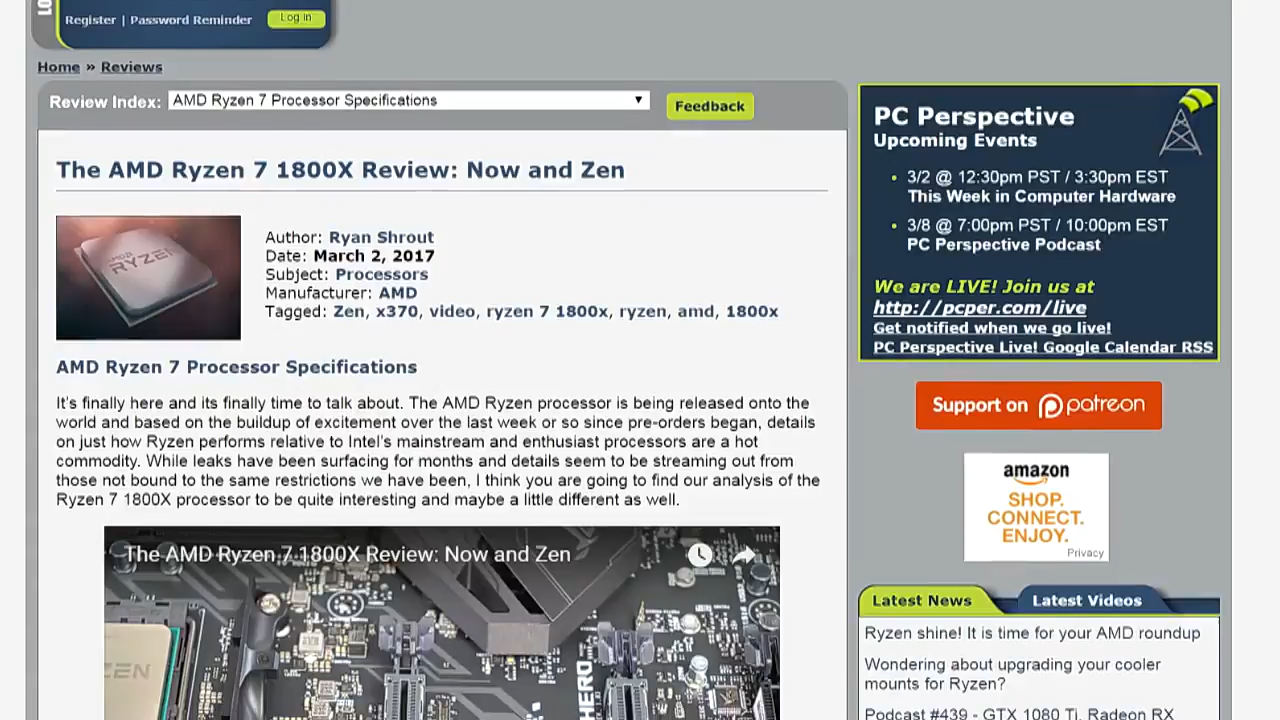 Register | Password Reminder
Log in
Home » Reviews
Review Index:
AMD Ryzen 7 Processor Specifications
Feedback
The AMD Ryzen 7 1800X Review: Now and Zen
RYZEN
Author: Ryan Shrout
Date: March 2, 2017
Subject: Processors
Manufacturer: AMD
Tagged: Zen, x370, video, ryzen 7 1800x, ryzen, amd, 1800x
AMD Ryzen 7 Processor Specifications
It's finally here and its finally time to talk about. The AMD Ryzen processor is being released onto the
world and based on the buildup of excitement over the last week or so since pre-orders began, details
on just how Ryzen performs relative to Intel's mainstream and enthusiast processors are a hot
commodity. While leaks have been surfacing for months and details seem to be streaming out from
those not bound to the same restrictions we have been, I think you are going to find our analysis of the
Ryzen 7 1800X processor to be quite interesting and maybe a little different as well.
The AMD Ryzen 7 1800X Review: Now and Zen
ZEN
HERO
PC Perspective
Upcoming Events
3/2 @ 12:30pm PST / 3:30pm EST
This Week in Computer Hardware
3/8 @ 7:00pm PST / 10:00pm EST
PC Perspective Podcast
We are LIVE! Join us at
http://pcper.com/live
Get notified when we go live!
PC Perspective Live! Google Calendar RSS
Support on patreon
amazon
SHOP.
CONNECT.
ENJOY.
Privacy
Latest News
Latest Videos
Ryzen shine! It is time for your AMD roundup
Wondering about upgrading your cooler
mounts for Ryzen?
Podcast #439 - GTX 1080 Ti, Radeon RX